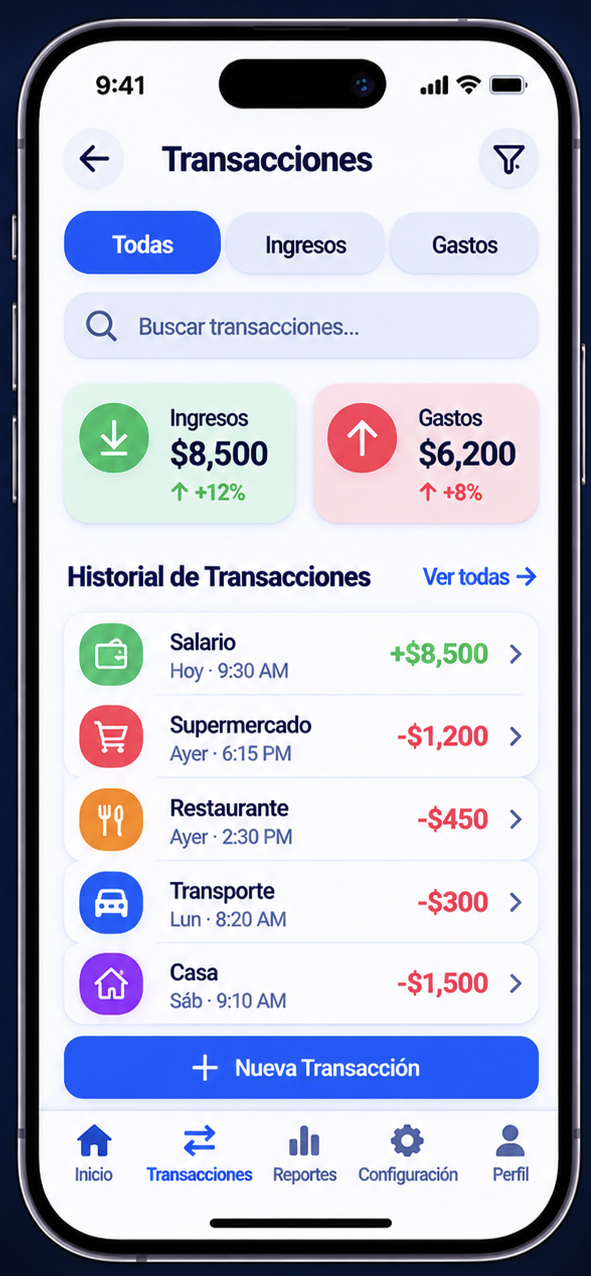 9:41
Transacciones
Todas
Ingresos
Gastos
Buscar transacciones...
Ingresos
$8,500
+12%
Gastos
$6,200
+8%
Historial de Transacciones
Ver todas
Salario
Hoy · 9:30 AM
+$8,500
Supermercado
Ayer · 6:15 PM
-$1,200
Restaurante
Ayer · 2:30 PM
-$450
Transporte
Lun · 8:20 AM
-$300
Casa
Sáb · 9:10 AM
-$1,500
Nueva Transacción
Inicio
Transacciones
Reportes
Configuración
Perfil